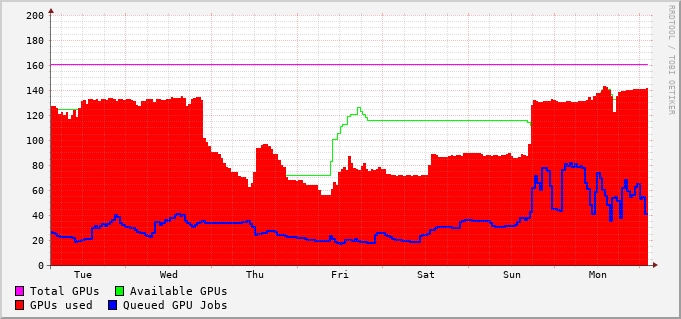 200
180
160
140
120
100
80
60
40
20
0
Tue Wed Thu Fri Sat Sun Mon
Total GPUs Available GPUs
GPUs used Queued GPU Jobs
RRDTOOL / TOBI OETIKER